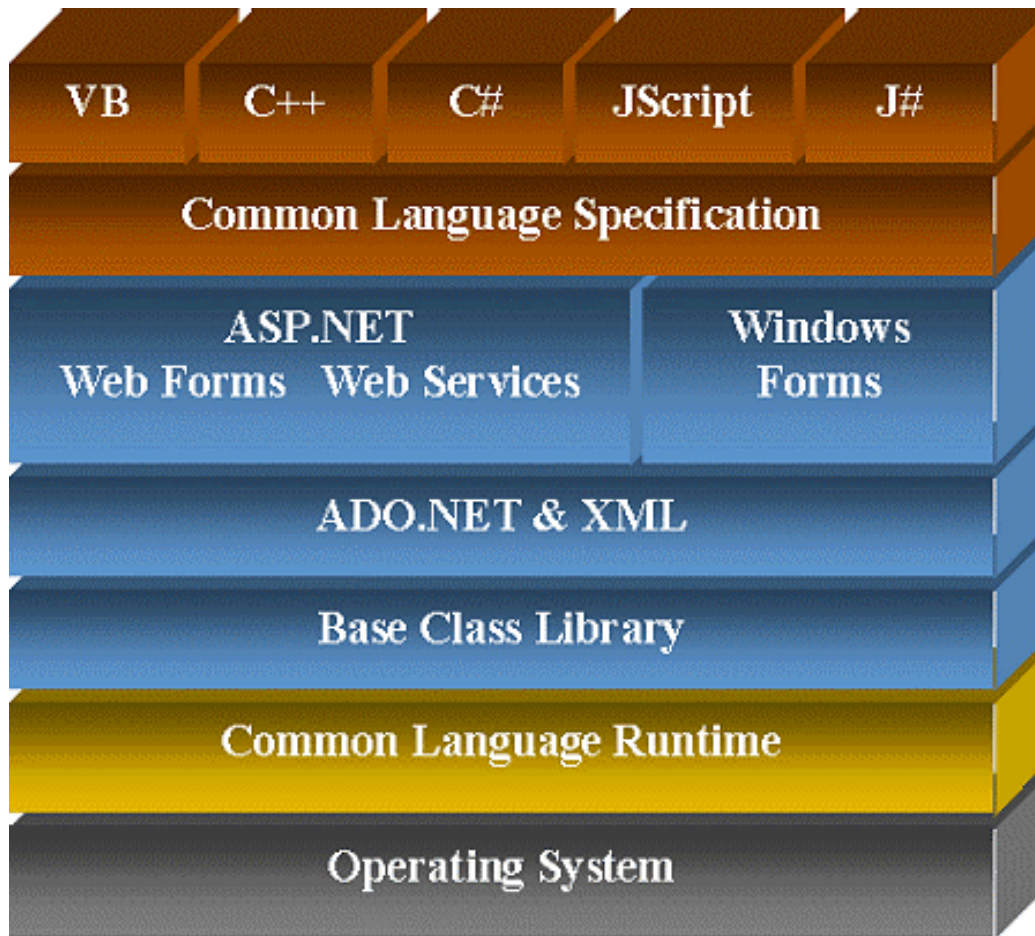 VB C++ C# JScript J#
Common Language Specification
ASP.NET
Web Forms Web Services
Windows
Forms
ADO.NET & XML
Base Class Library
Common Language Runtime
Operating System